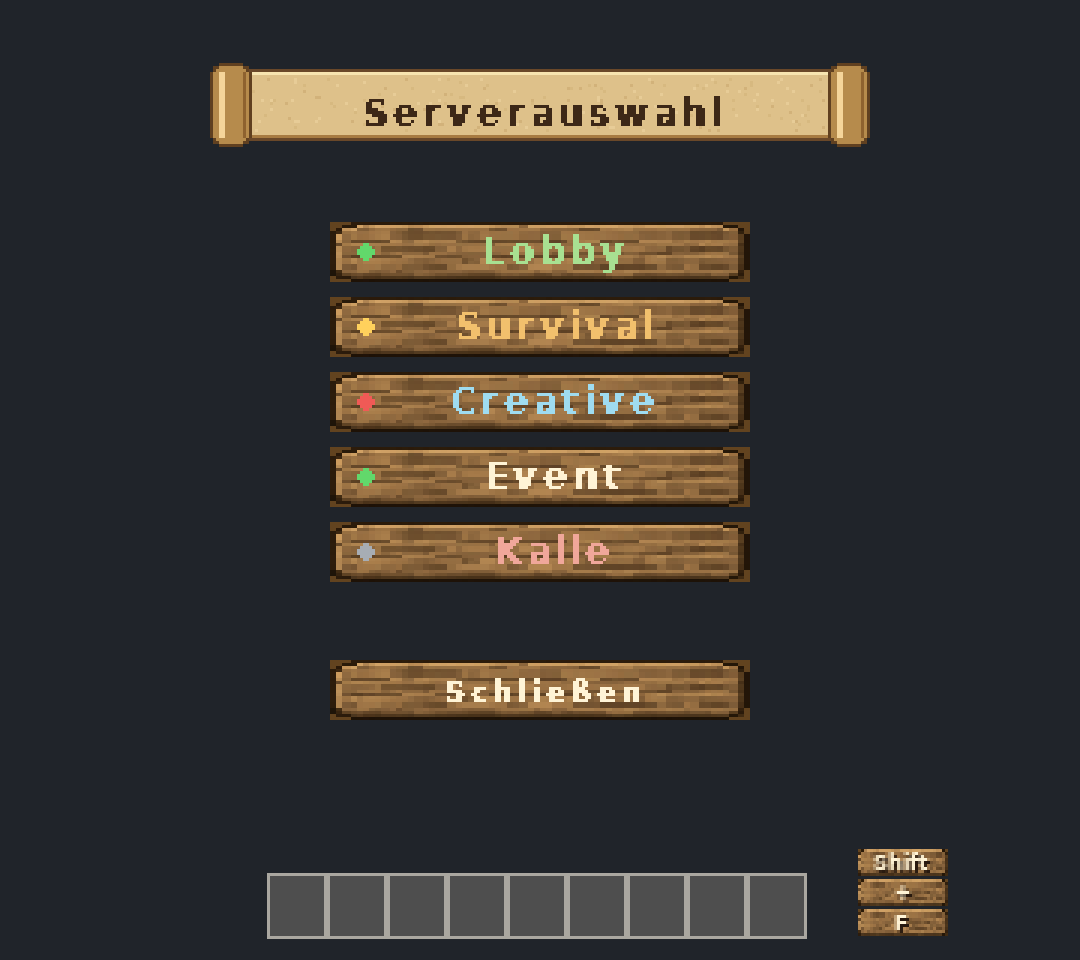 Serverauswahl
Lobby
Survival
Creative
Event
Kalle
Schließen
Shift
+
F